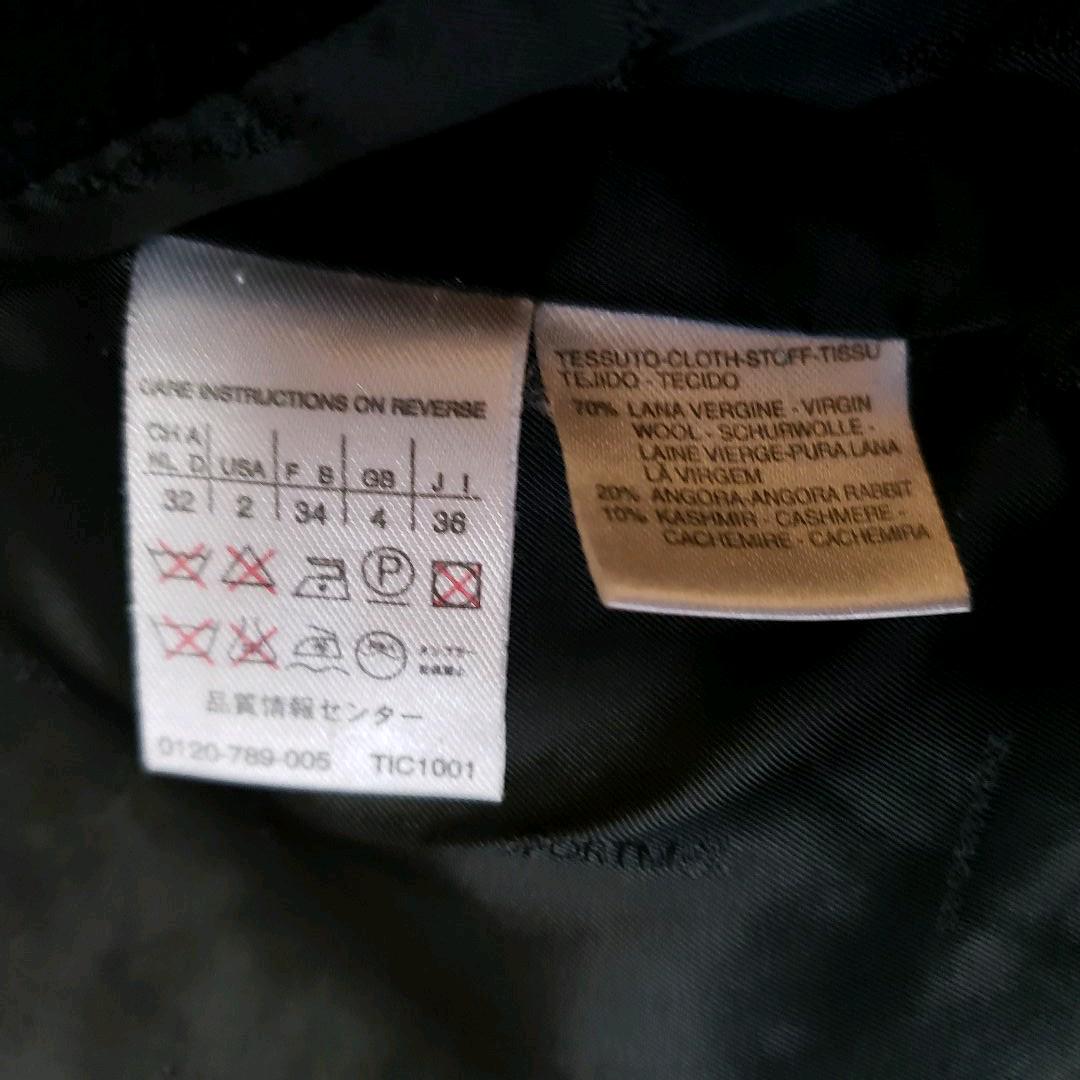 CARE INSTRUCTIONS ON REVERSE
CH A
NL D USA F B GB J I
32 2 34 4 36
P
品質情報センター
0120-789-005 TIC1001
TESSUTO-CLOTH-STOFF-TISSU
TEJIDO - TECIDO
70% LANA VERGINE - VIRGIN
WOOL - SCHURWOLLE -
LAINE VIERGE-PURA LANA
LÃ VIRGEM
20% ANGORA-ANGORA RABBIT
10% KASHMIR - CASHMERE -
CACHEMIRE - CACHEMIRA